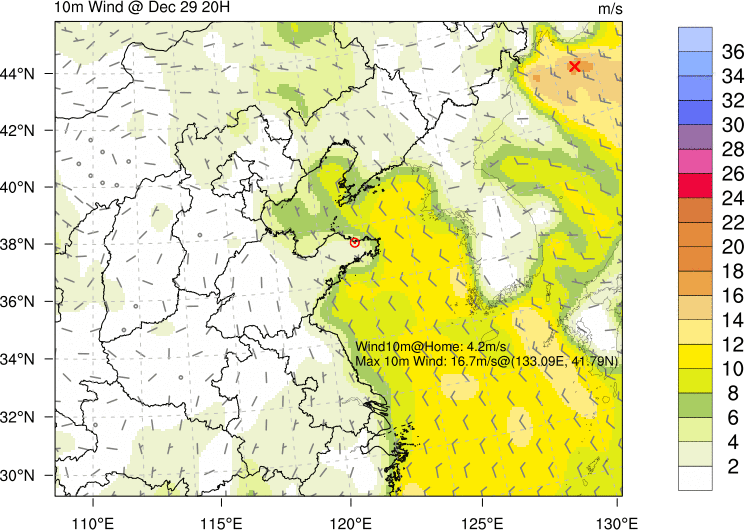 10m Wind @ Dec 29 20H
m/s
44°N
42°N
40°N
38°N
36°N
34°N
32°N
30°N
110°E
115°E
120°E
125°E
130°E
Wind10m@Home: 4.2m/s
Max 10m Wind: 16.7m/s@(133.09E, 41.79N)
36
34
32
30
28
26
24
22
20
18
16
14
12
10
8
6
4
2